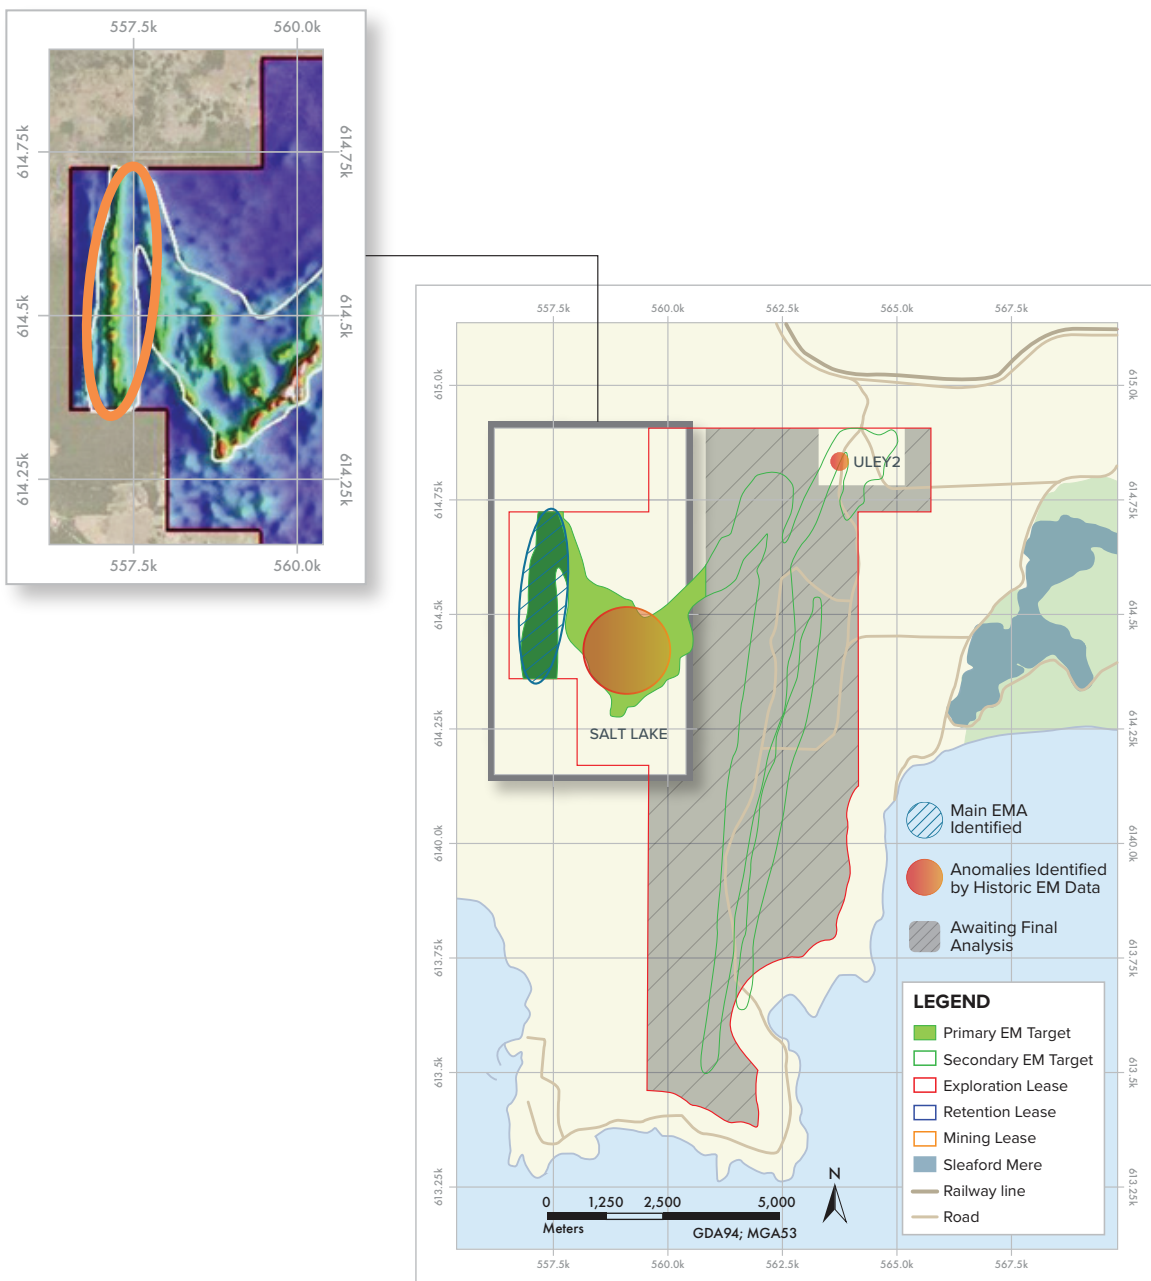 557.5k
560.0k
614.75k
614.75k
614.5k
614.5k
614.25k
614.25k
557.5k
560.0k
557.5k
560.0k
562.5k
565.0k
567.5k
615.0k
615.0k
ULEY2
614.75k
614.75k
614.5k
614.5k
SALT LAKE
614.25k
614.25k
Main EMA
Identified
6140.0k
6140.0k
Anomalies Identified
by Historic EM Data
Awaiting Final
Analysis
613.75k
613.75k
LEGEND
Primary EM Target
Secondary EM Target
Exploration Lease
Retention Lease
Mining Lease
Sleaford Mere
Railway line
Road
613.5k
613.5k
613.25k
613.25k
N
0 1,250 2,500 5,000
Meters
GDA94; MGA53
557.5k
560.0k
562.5k
565.0k
567.5k